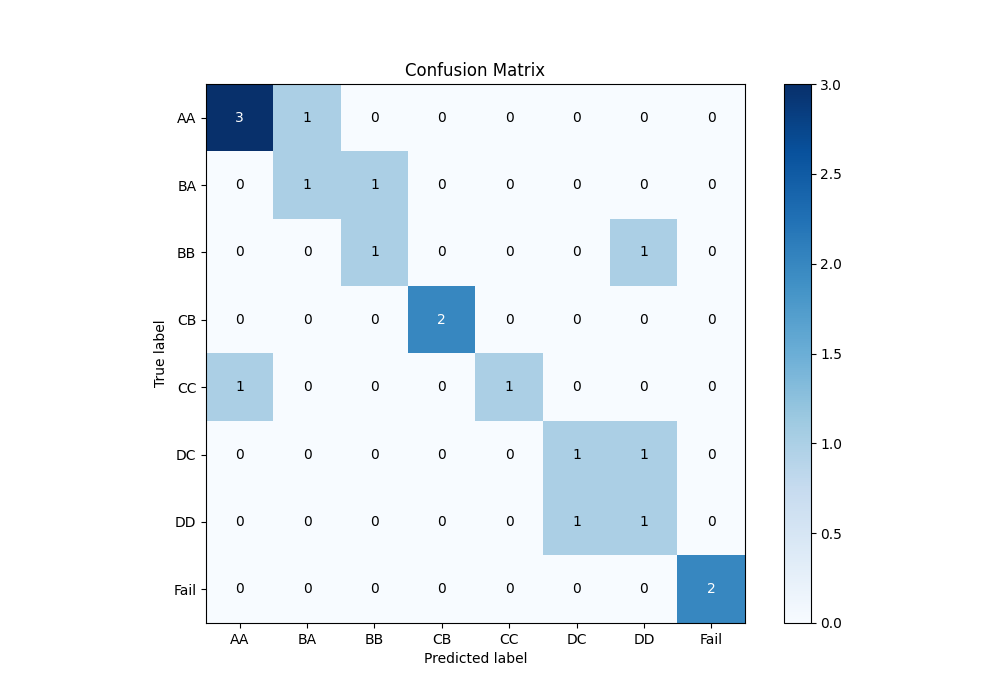 Confusion Matrix
True label
AA 3 1 0 0 0 0 0 0
BA 0 1 1 0 0 0 0 0
BB 0 0 1 0 0 0 1 0
CB 0 0 0 2 0 0 0 0
CC 1 0 0 0 1 0 0 0
DC 0 0 0 0 0 1 1 0
DD 0 0 0 0 0 1 1 0
Fail 0 0 0 0 0 0 0 2
AA BA BB CB CC DC DD Fail
Predicted label
3.0
2.5
2.0
1.5
1.0
0.5
0.0